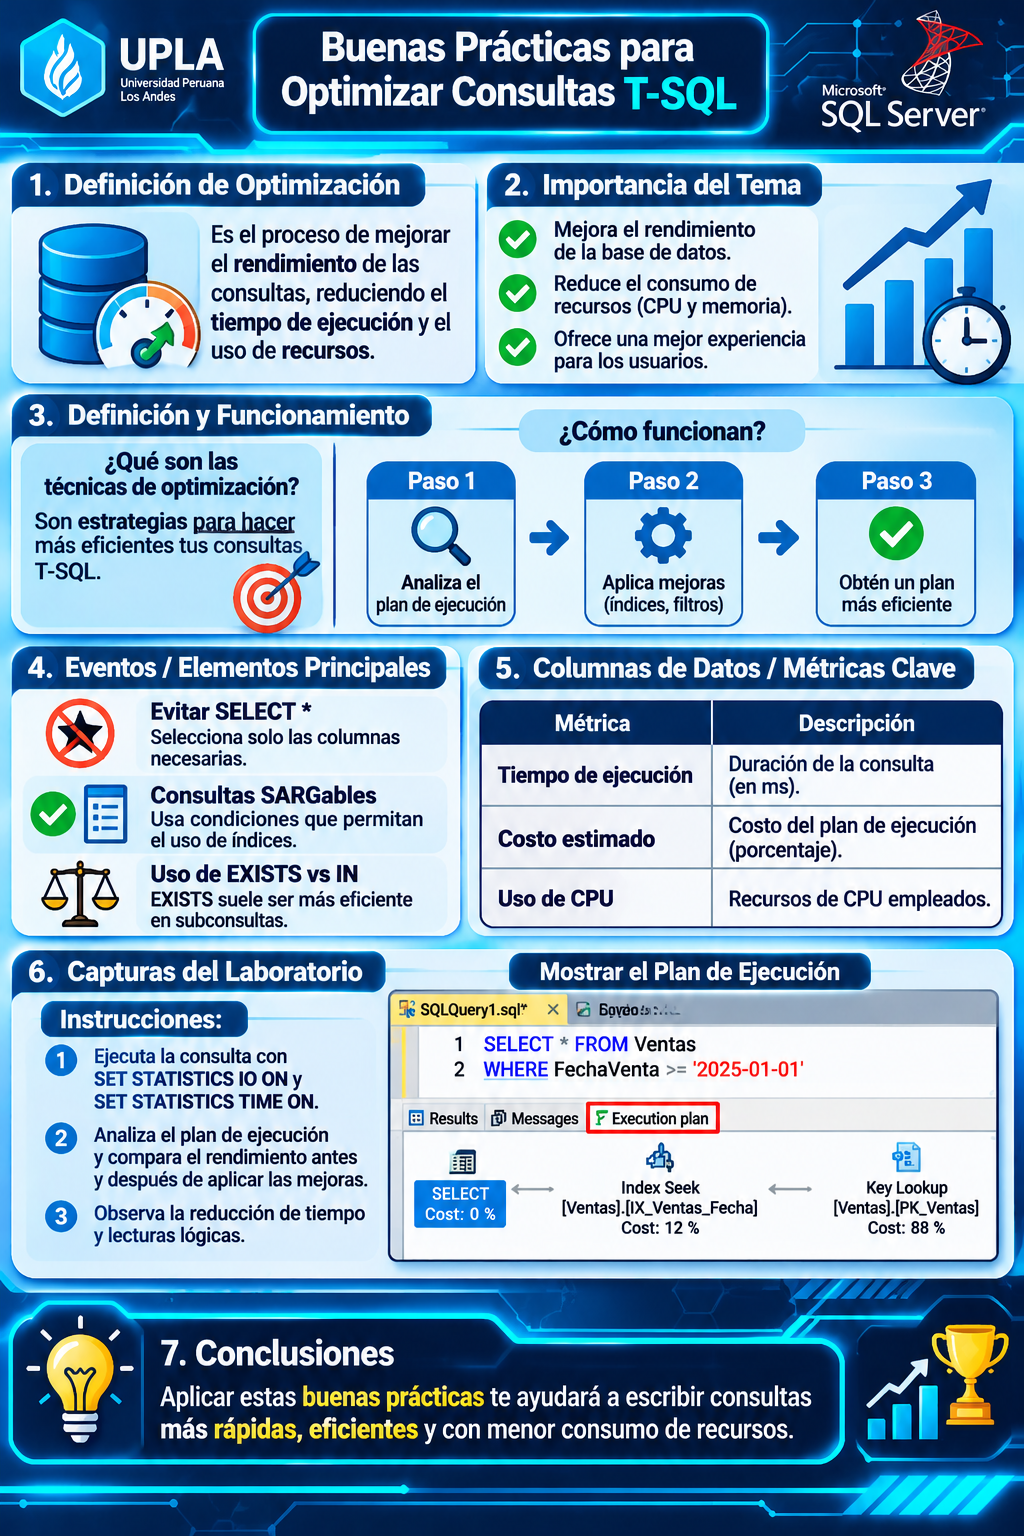 UPLA
Universidad Peruana
Los Andes
Buenas Prácticas para
Optimizar Consultas T-SQL
Microsoft®
SQL Server®
1. Definición de Optimización
Es el proceso de mejorar
el rendimiento de las
consultas, reduciendo el
tiempo de ejecución y el
uso de recursos.
2. Importancia del Tema
Mejora el rendimiento
de la base de datos.
Reduce el consumo de
recursos (CPU y memoria).
Ofrece una mejor experiencia
para los usuarios.
3. Definición y Funcionamiento
¿Qué son las
técnicas de optimización?
Son estrategias para hacer
más eficientes tus consultas
T-SQL.
¿Cómo funcionan?
Paso 1
Analiza el
plan de ejecución
Paso 2
Aplica mejoras
(índices, filtros)
Paso 3
Obtén un plan
más eficiente
4. Eventos / Elementos Principales
Evitar SELECT *
Selecciona solo las columnas
necesarias.
Consultas SARGables
Usa condiciones que permitan
el uso de índices.
Uso de EXISTS vs IN
EXISTS suele ser más eficiente
en subconsultas.
5. Columnas de Datos / Métricas Clave
Métrica Descripción
Tiempo de ejecución
Duración de la consulta
(en ms).
Costo estimado
Costo del plan de ejecución
(porcentaje).
Uso de CPU
Recursos de CPU empleados.
6. Capturas del Laboratorio
Instrucciones:
1 Ejecuta la consulta con
SET STATISTICS IO ON y
SET STATISTICS TIME ON.
2 Analiza el plan de ejecución
y compara el rendimiento antes
y después de aplicar las mejoras.
3 Observa la reducción de tiempo
y lecturas lógicas.
Mostrar el Plan de Ejecución
SQLQuery1.sql*
1 SELECT * FROM Ventas
2 WHERE FechaVenta >= '2025-01-01'
Results Messages Execution plan
SELECT
Cost: 0 %
Index Seek
[Ventas].[IX_Ventas_Fecha]
Cost: 12 %
Key Lookup
[Ventas].[PK_Ventas]
Cost: 88 %
7. Conclusiones
Aplicar estas buenas prácticas te ayudará a escribir consultas
más rápidas, eficientes y con menor consumo de recursos.